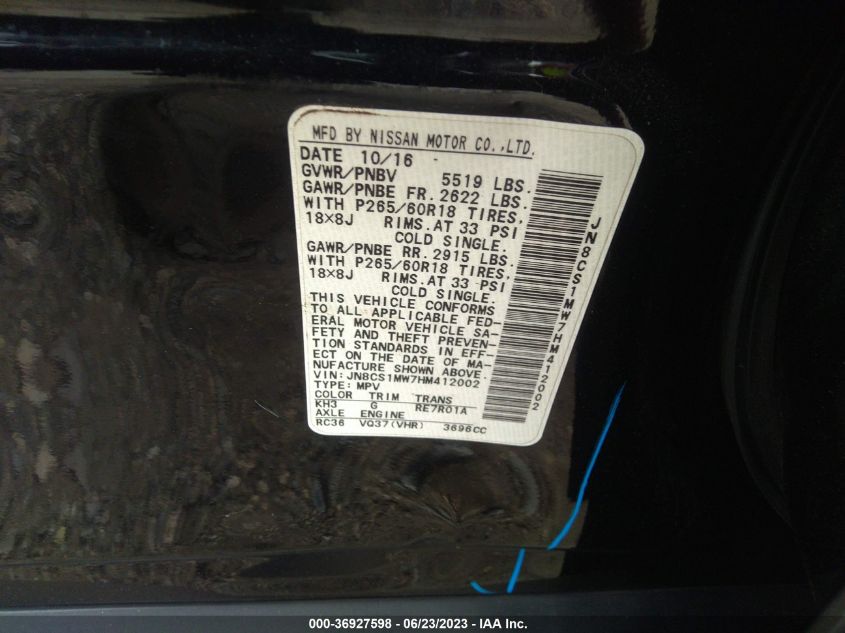 MFD BY NISSAN MOTOR CO.,LTD.
DATE 10/16
GVWR/PNBV 5519 LBS.
GAWR/PNBE FR. 2622 LBS.
WITH P265/60R18 TIRES,
18×8J RIMS.AT 33 PSI
COLD SINGLE.
GAWR/PNBE RR. 2915 LBS.
WITH P265/60R18 TIRES,
18×8J RIMS.AT 33 PSI
COLD SINGLE.
THIS VEHICLE CONFORMS
TO ALL APPLICABLE FED-
ERAL MOTOR VEHICLE SA-
FETY AND THEFT PREVEN-
TION STANDARDS IN EFF-
ECT ON THE DATE OF MA-
NUFACTURE SHOWN ABOVE.
VIN: JN8CS1MW7HM412002
TYPE: MPV
COLOR TRIM TRANS
KH3 G RE7R01A
AXLE ENGINE
RC36 VQ37(VHR) 3696CC
JN8CS1MW7HM412002
000-36927598 - 06/23/2023 - IAA Inc.